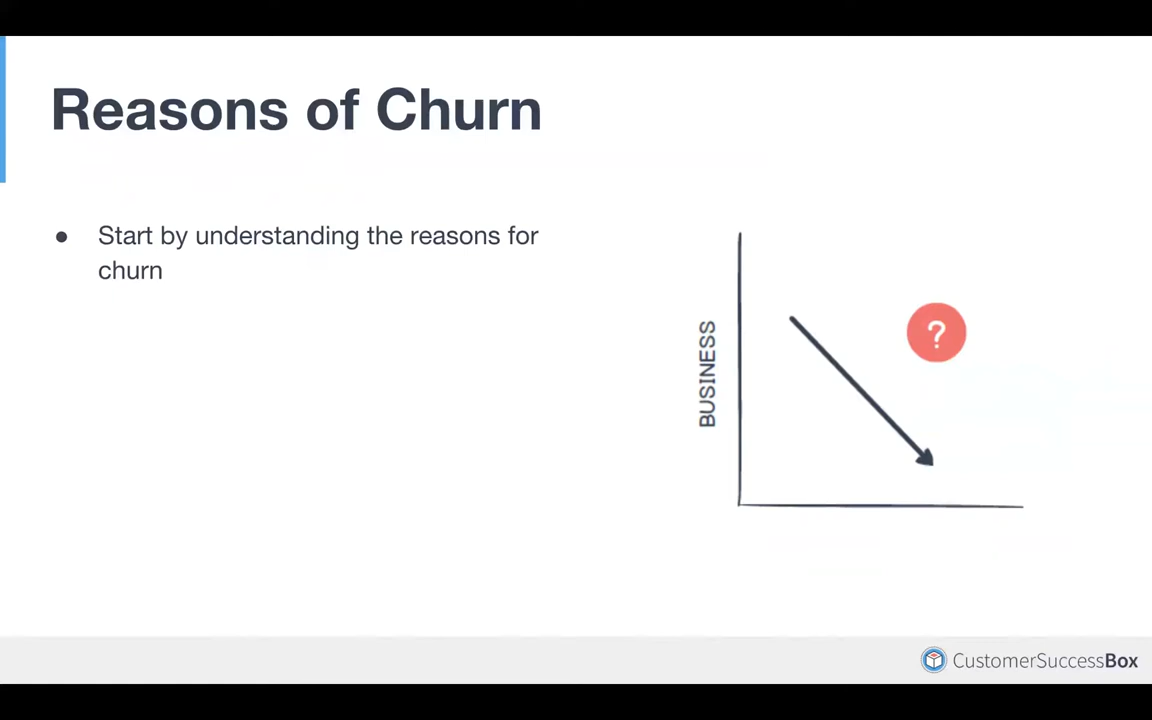 Reasons of Churn
● Start by understanding the reasons for
churn
BUSINESS
?
CustomerSuccessBox